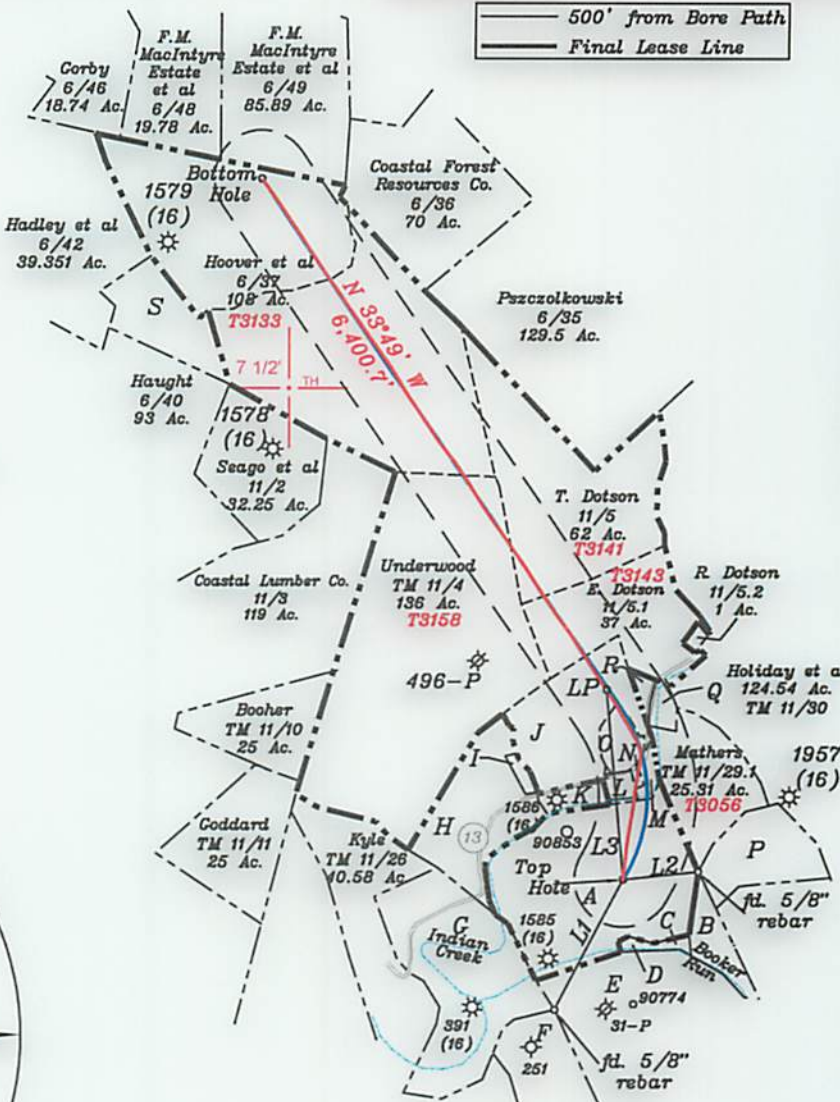 500' from Bore Path
Final Lease Line
Gorby
6/46
18.74 Ac.
F.M.
MacIntyre
Estate
et al
6/48
19.78 Ac.
F.M.
MacIntyre
Estate et al
6/49
85.89 Ac.
Bottom
Hole
Coastal Forest
Resources Co.
6/36
70 Ac.
1579
(16)
Hadley et al
6/42
39.351 Ac.
Hoover et al
6/37
108 Ac.
T3133
S
N 33°49' W
6,400.7'
Pszczolkowski
6/35
129.5 Ac.
7 1/2'
TH
Haught
6/40
93 Ac.
1578
(16)
Seago et al
11/2
32.25 Ac.
T. Dotson
11/5
62 Ac.
T3141
T3143
E. Dotson
11/5.1
37 Ac.
R. Dotson
11/5.2
1 Ac.
Coastal Lumber Co.
11/3
119 Ac.
Underwood
TM 11/4
136 Ac.
T3158
496-P
R
LP
Q
Holiday et a
124.54 Ac.
TM 11/30
Booher
TM 11/10
25 Ac.
J
O
N
I
Mathers
TM 11/29.1
25.31 Ac.
T3056
1957
(16)
K
L
M
1586
(16)
H
13
90853
Goddard
TM 11/11
25 Ac.
Kyle
TM 11/26
40.58 Ac
L3
P
Top
Hole
L2
A
fd. 5/8"
rebar
L1
C
B
G
Indian
Creek
1585
(16)
D
Booker
Run
E
90774
31-P
391
(16)
F
251
fd. 5/8"
rebar